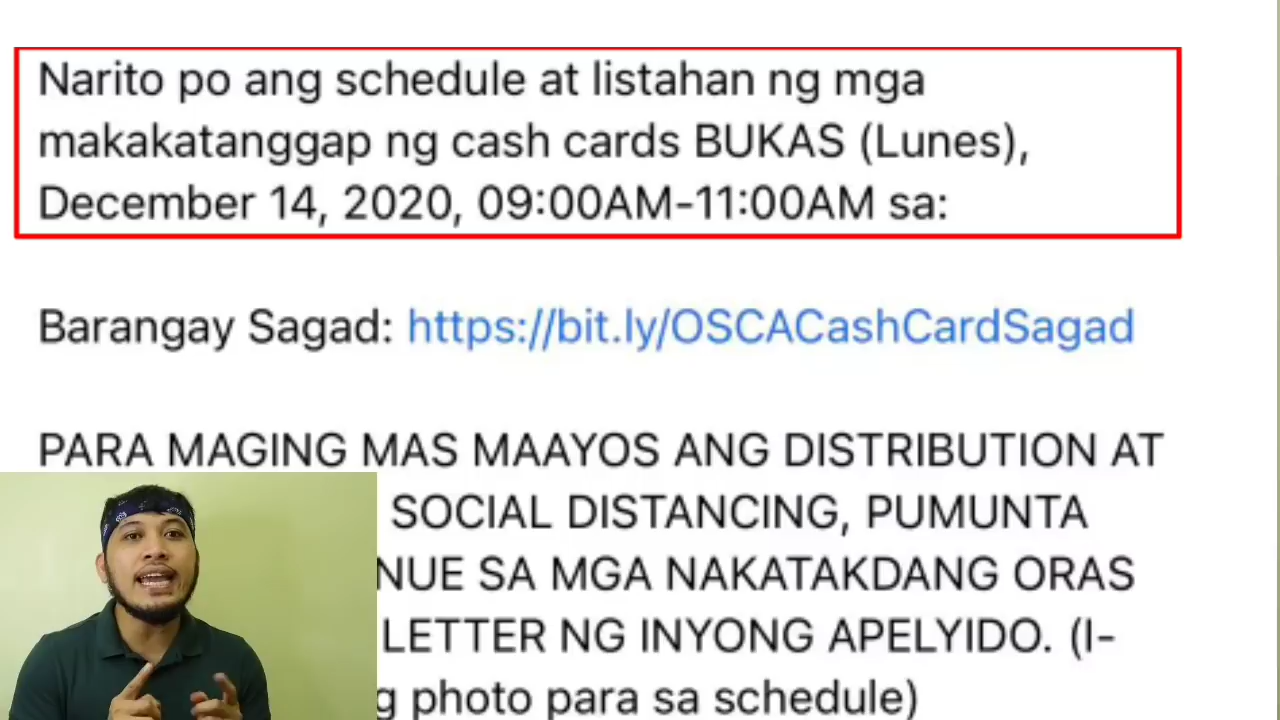 Narito po ang schedule at listahan ng mga
makakatanggap ng cash cards BUKAS (Lunes),
December 14, 2020, 09:00AM-11:00AM sa:
Barangay Sagad: https://bit.ly/OSCACashCardSagad
PARA MAGING MAS MAAYOS ANG DISTRIBUTION AT
SOCIAL DISTANCING, PUMUNTA
NUE SA MGA NAKATAKDANG ORAS
LETTER NG INYONG APELYIDO. (I-
g photo para sa schedule)